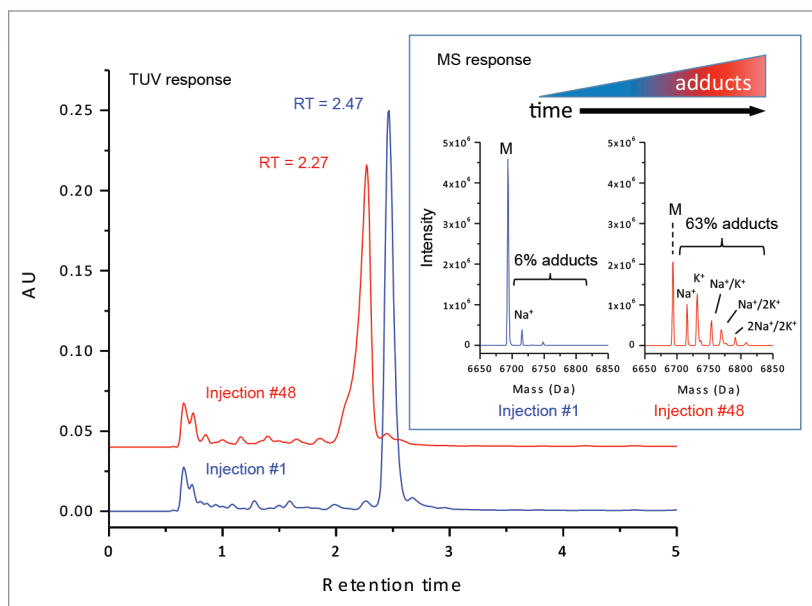 TUV response
RT = 2.47
RT = 2.27
0.25
0.20
0.15
0.10
0.05
0.00
AU
Injection #48
Injection #1
0 1 2 3 4 5
Retention time
MS response
adducts
time
5x10⁶
4x10⁶
3x10⁶
2x10⁶
1x10⁶
0
Intensity
M
6% adducts
Na⁺
6650 6700 6750 6800 6850
Mass (Da)
Injection #1
5x10⁶
4x10⁶
3x10⁶
2x10⁶
1x10⁶
0
M
63% adducts
Na⁺
K⁺
Na⁺/K⁺
Na⁺/2K⁺
2Na⁺/2K⁺
6650 6700 6750 6800 6850
Mass (Da)
Injection #48